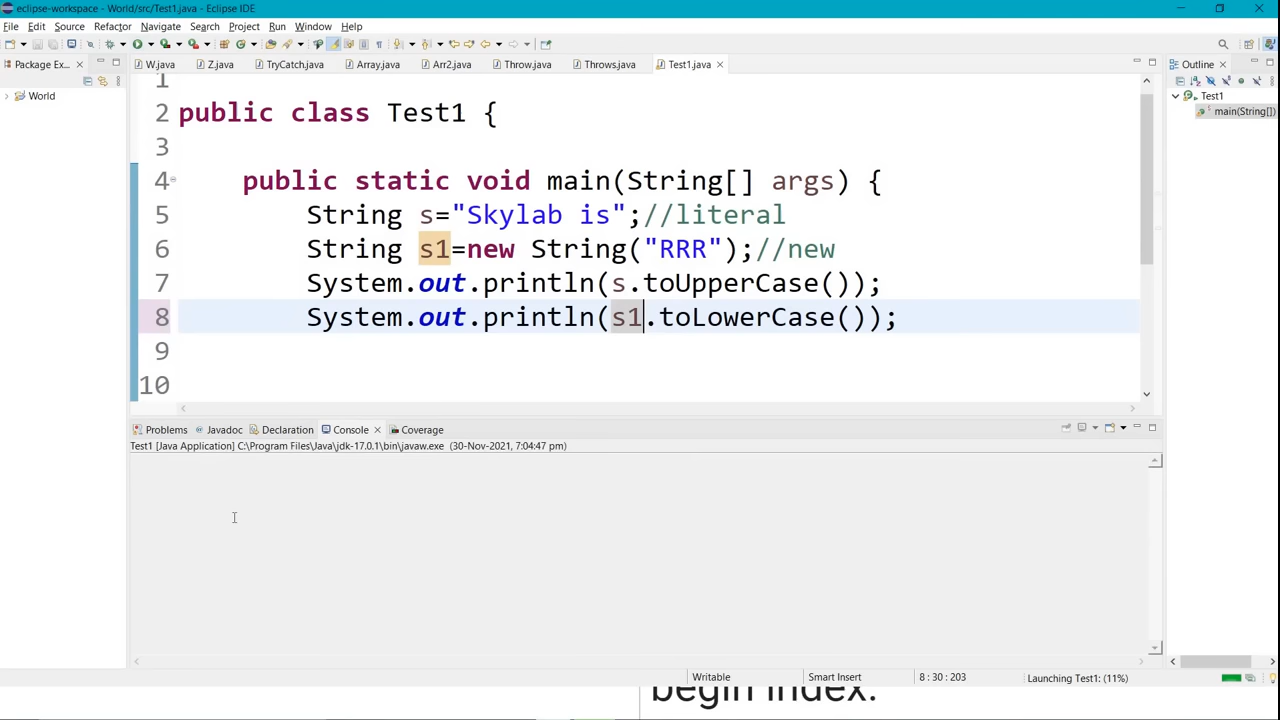 eclipse-workspace - World/src/Test1.java - Eclipse IDE
File Edit Source Refactor Navigate Search Project Run Window Help
Package Ex... W.java Z.java TryCatch.java Array.java Arr2.java Throw.java Throws.java Test1.java Outline
World
Test1
main(String[])
1
2 public class Test1 {
3
4 public static void main(String[] args) {
5 String s="Skylab is";//literal
6 String s1=new String("RRR");//new
7 System.out.println(s.toUpperCase());
8 System.out.println(s1.toLowerCase());
9
10
Problems Javadoc Declaration Console Coverage
Test1 [Java Application] C:\Program Files\Java\jdk-17.0.1\bin\javaw.exe (30-Nov-2021, 7:04:47 pm)
Writable Smart Insert 8 : 30 : 203 Launching Test1: (11%)
begin index.